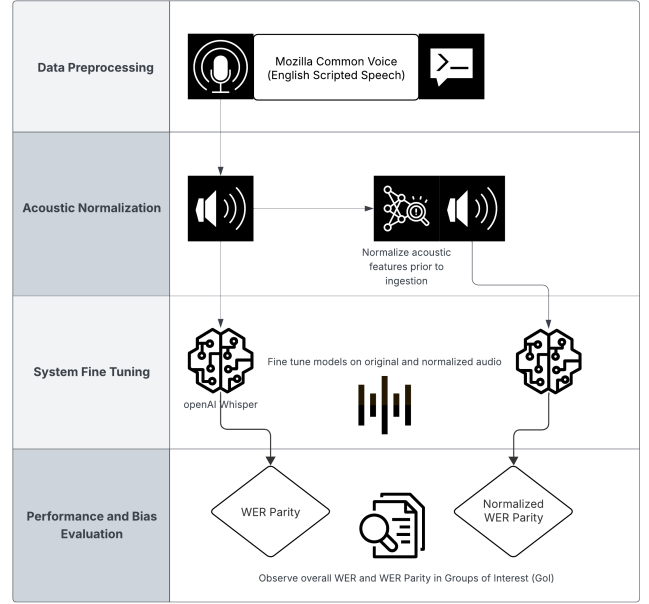 Data Preprocessing
Mozilla Common Voice
(English Scripted Speech)
Acoustic Normalization
Normalize acoustic
features prior to
ingestion
System Fine Tuning
Fine tune models on original and normalized audio
openAI Whisper
Performance and Bias
Evaluation
WER Parity
Normalized
WER Parity
Observe overall WER and WER Parity in Groups of Interest (GoI)